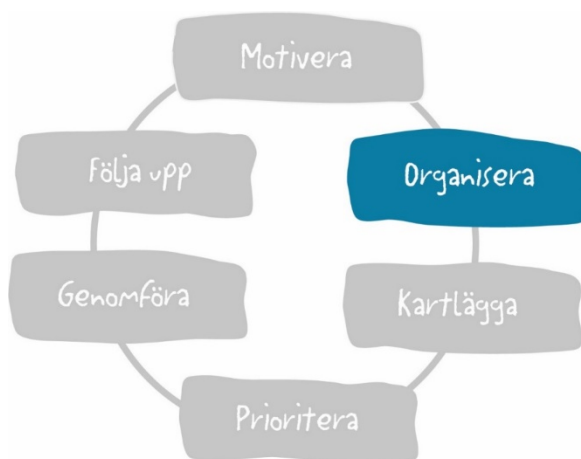 Motivera
Organisera
Kartlägga
Prioritera
Genomföra
Följa upp